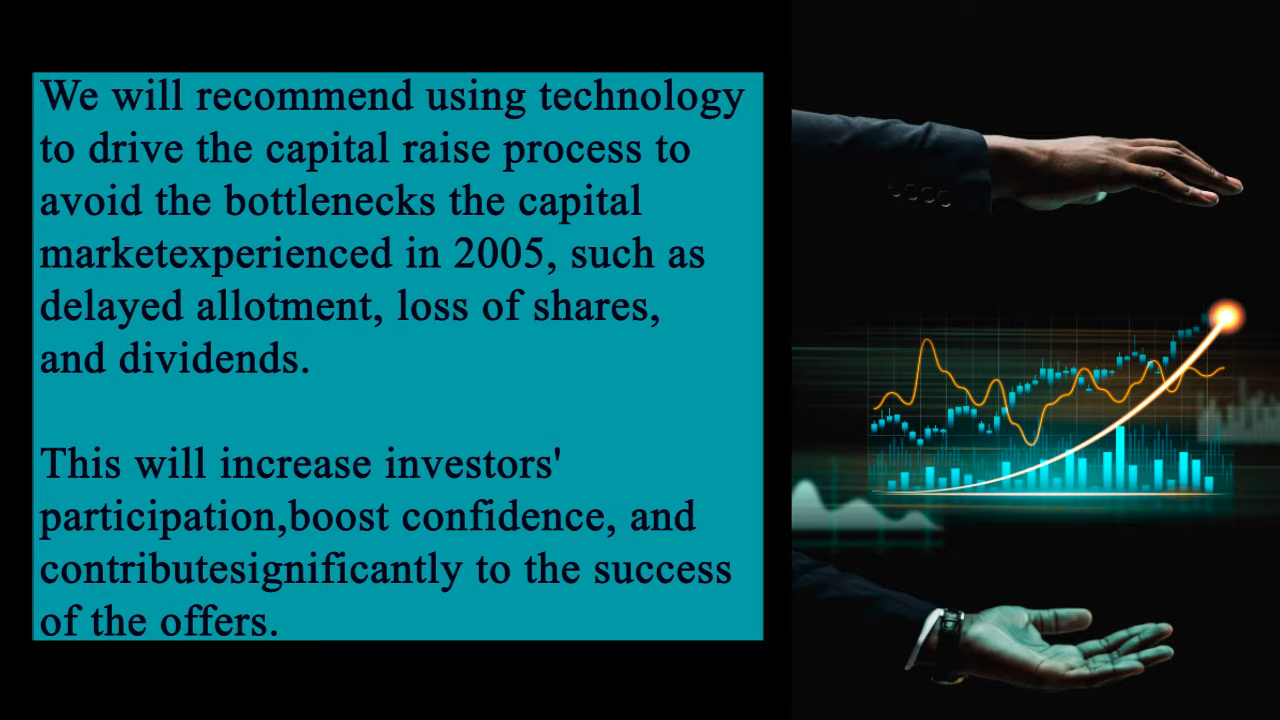 We will recommend using technology
to drive the capital raise process to
avoid the bottlenecks the capital
marketexperienced in 2005, such as
delayed allotment, loss of shares,
and dividends.
This will increase investors'
participation,boost confidence, and
contributesignificantly to the success
of the offers.